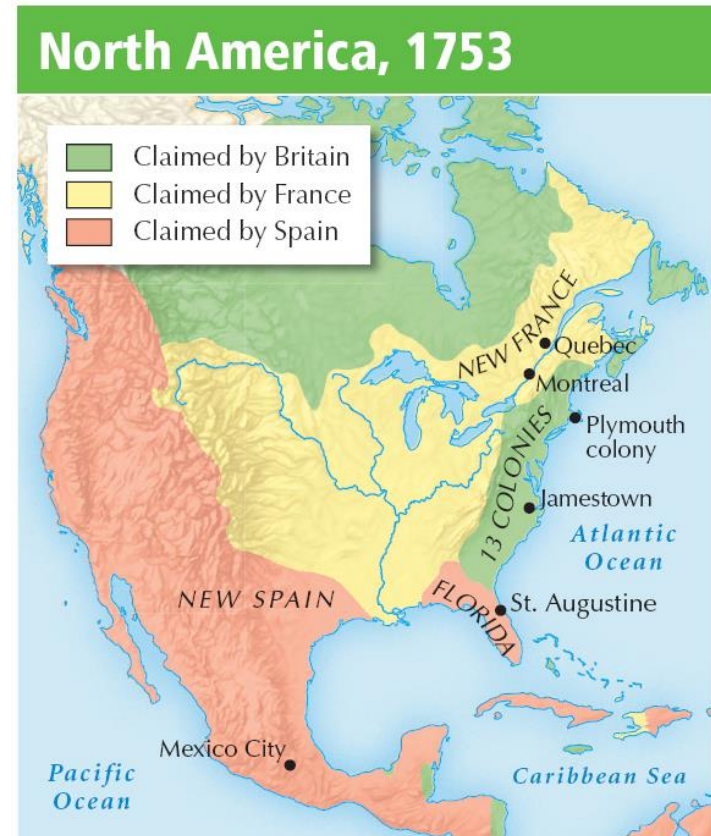 North America, 1753
Claimed by Britain
Claimed by France
Claimed by Spain
NEW FRANCE
Quebec
Montreal
Plymouth
colony
13 COLONIES
Jamestown
Atlantic
Ocean
NEW SPAIN
FLORIDA
St. Augustine
Mexico City
Pacific
Ocean
Caribbean Sea